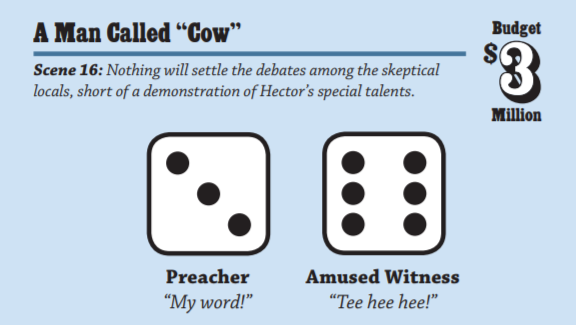 A Man Called “Cow”
Budget
$3
Million
Scene 16: Nothing will settle the debates among the skeptical
locals, short of a demonstration of Hector’s special talents.
Preacher
“My word!”
Amused Witness
“Tee hee hee!”